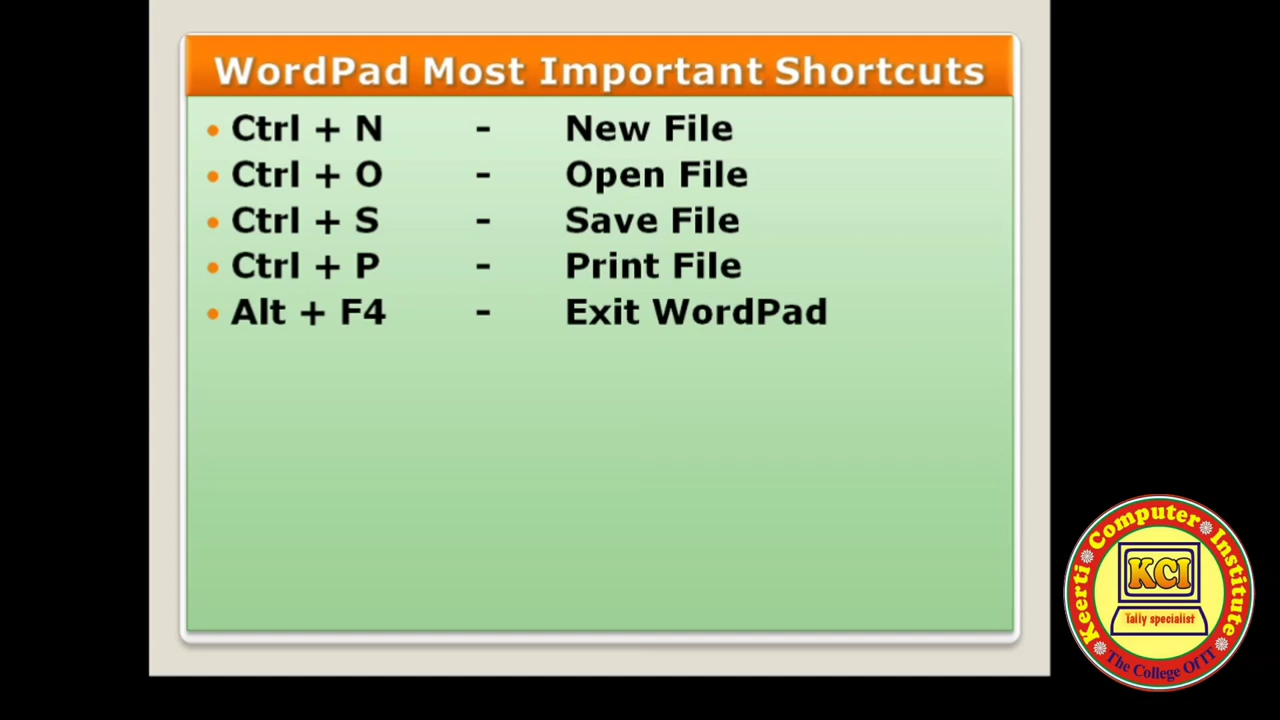 WordPad Most Important Shortcuts
• Ctrl + N - New File
• Ctrl + O - Open File
• Ctrl + S - Save File
• Ctrl + P - Print File
• Alt + F4 - Exit WordPad
Keerti Computer Institute
KCI
Tally specialist
The College Of IT